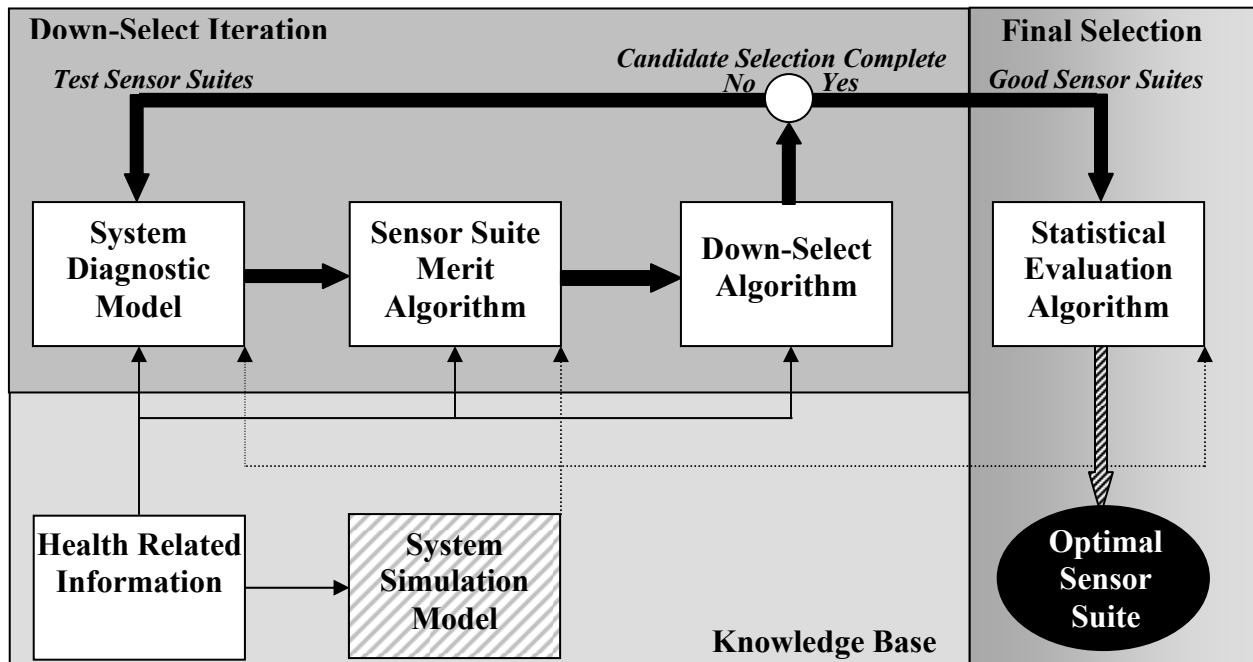 Down-Select Iteration
Final Selection
Candidate Selection Complete
Test Sensor Suites
No
Yes
Good Sensor Suites
System
Diagnostic
Model
Sensor Suite
Merit
Algorithm
Down-Select
Algorithm
Statistical
Evaluation
Algorithm
Health Related
Information
System
Simulation
Model
Optimal
Sensor
Suite
Knowledge Base